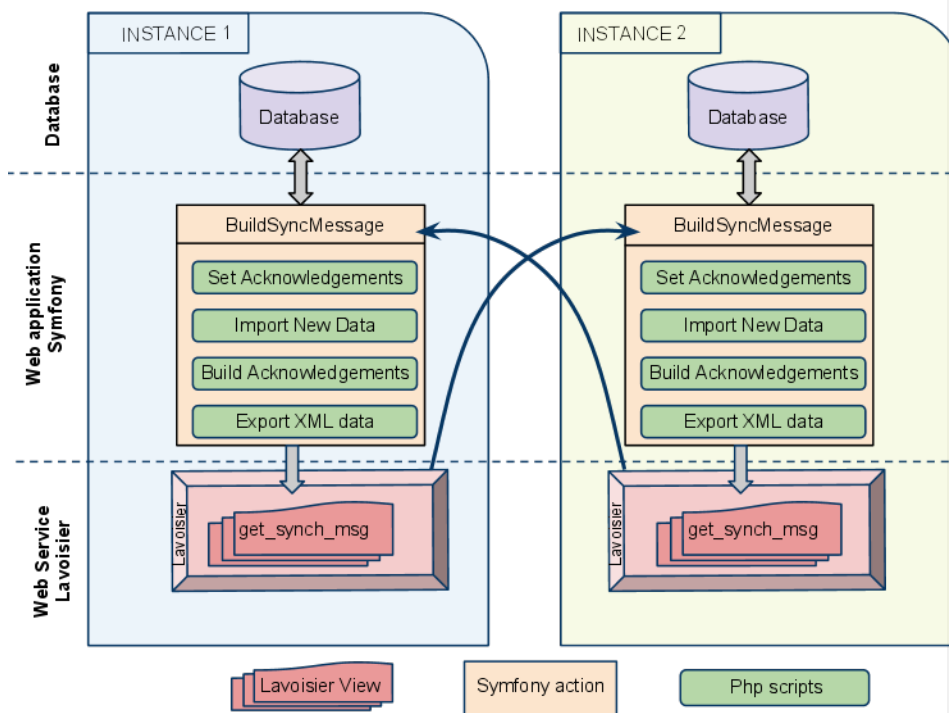 INSTANCE 1
INSTANCE 2
Database
Database
Database
Web application
Symfony
BuildSyncMessage
Set Acknowledgements
Import New Data
Build Acknowledgements
Export XML data
BuildSyncMessage
Set Acknowledgements
Import New Data
Build Acknowledgements
Export XML data
Web Service
Lavoisier
Lavoisier
get_synch_msg
Lavoisier
get_synch_msg
Lavoisier View
Symfony action
Php scripts